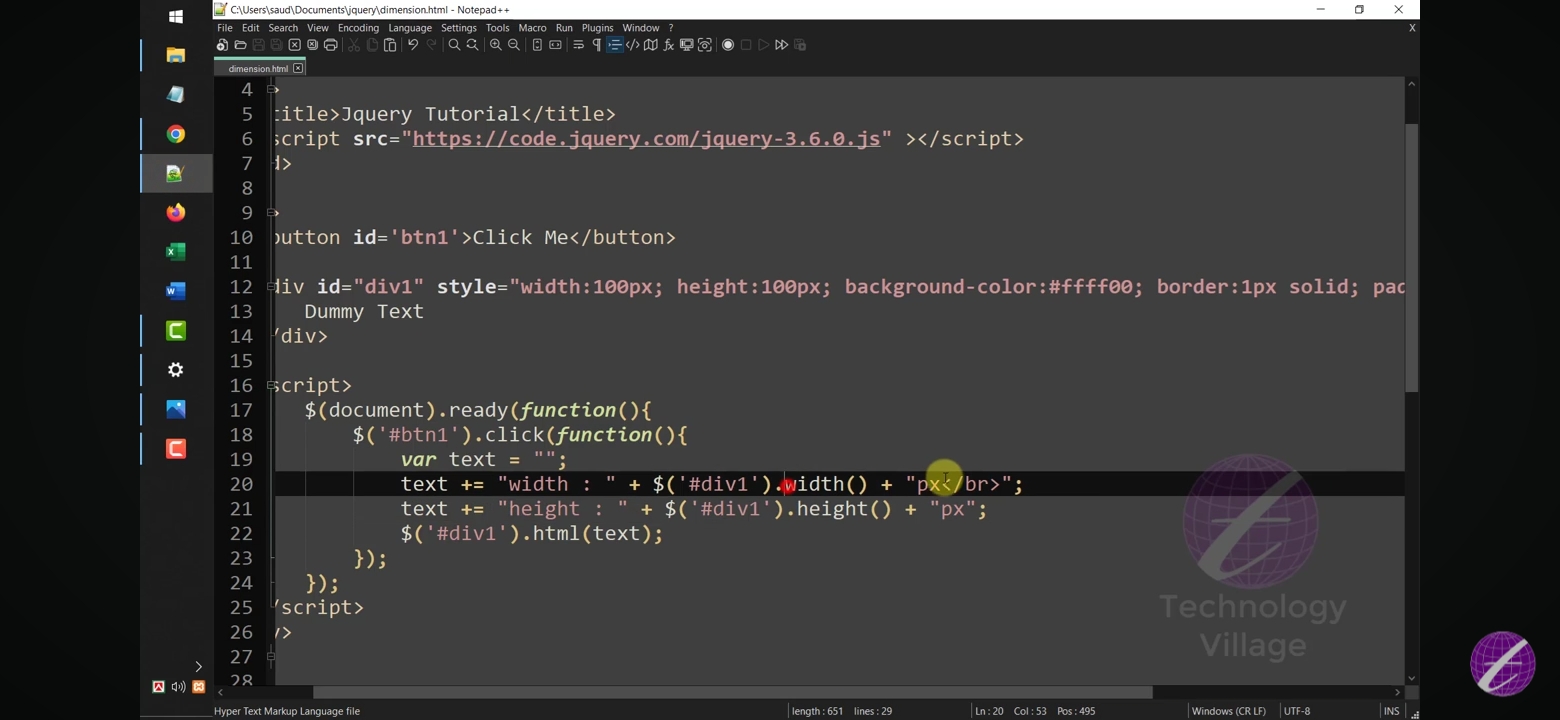 C:\Users\saud\Documents\jquery\dimension.html - Notepad++
File Edit Search View Encoding Language Settings Tools Macro Run Plugins Window ? X
dimension.html
4 >
5 title>Jquery Tutorial</title>
6 script src="https://code.jquery.com/jquery-3.6.0.js" ></script>
7 d>
8
9 >
10 button id='btn1'>Click Me</button>
11
12 div id="div1" style="width:100px; height:100px; background-color:#ffff00; border:1px solid; pad
13 Dummy Text
14 /div>
15
16 script>
17 $(document).ready(function(){
18 $('#btn1').click(function(){
19 var text = "";
20 text += "width : " + $('#div1').width() + "px</br>";
21 text += "height : " + $('#div1').height() + "px";
22 $('#div1').html(text);
23 });
24 });
25 /script>
26 y>
27
28
Technology
Village
Hyper Text Markup Language file length : 651 lines : 29 Ln : 20 Col : 53 Pos : 495 Windows (CR LF) UTF-8 INS